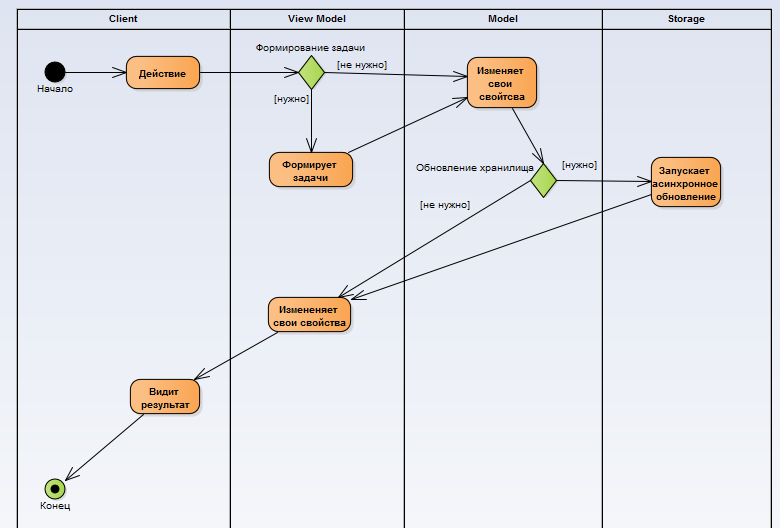 Client
View Model
Model
Storage
Формирование задачи
[не нужно]
Действие
Начало
[нужно]
Изменяет
свои
свойтсва
Формирует
задачи
Обновление хранилища
[нужно]
[не нужно]
Запускает
асинхронное
обновление
Измененяет
свои свойства
Видит
результат
Конец